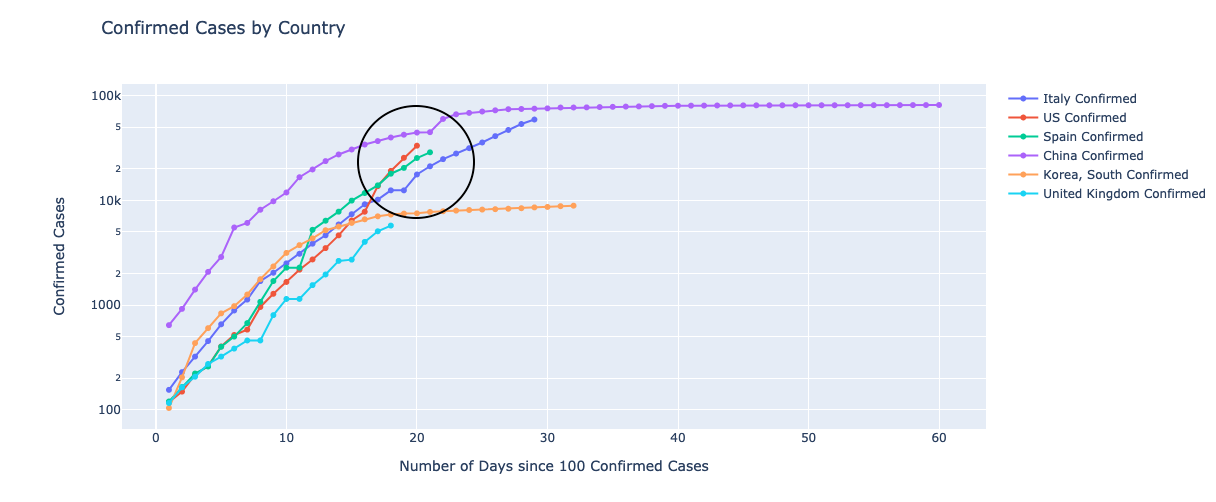 Confirmed Cases by Country
Confirmed Cases
100k
5
2
10k
5
2
1000
5
2
100
0 10 20 30 40 50 60
Number of Days since 100 Confirmed Cases
Italy Confirmed
US Confirmed
Spain Confirmed
China Confirmed
Korea, South Confirmed
United Kingdom Confirmed